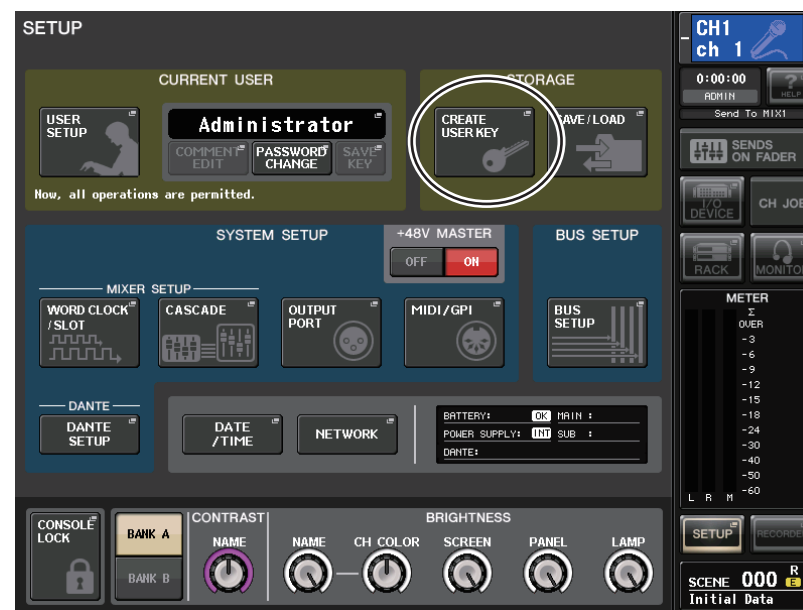 SETUP
CURRENT USER
USER
SETUP
Administrator
COMMENT
EDIT
PASSWORD
CHANGE
SAVE
KEY
Now, all operations are permitted.
STORAGE
CREATE
USER KEY
SAVE/LOAD
SYSTEM SETUP
+48V MASTER
OFF
ON
BUS SETUP
MIXER SETUP
WORD CLOCK
/SLOT
CASCADE
OUTPUT
PORT
MIDI/GPI
BUS
SETUP
DANTE
DANTE
SETUP
DATE
/TIME
NETWORK
BATTERY: OK MAIN :
POWER SUPPLY: INT SUB :
DANTE:
CONSOLE
LOCK
BANK A
BANK B
CONTRAST
NAME
BRIGHTNESS
NAME
CH COLOR
SCREEN
PANEL
LAMP
CH1
ch 1
0:00:00
ADMIN
?
HELP
Send To MIX1
SENDS
ON FADER
I/O
DEVICE
CH JOB
RACK
MONITO
METER
Σ
OVER
-3
-6
-9
-12
-15
-18
-24
-30
-40
-50
-60
L R M
SETUP
RECORDE
SCENE 000 R
E
Initial Data